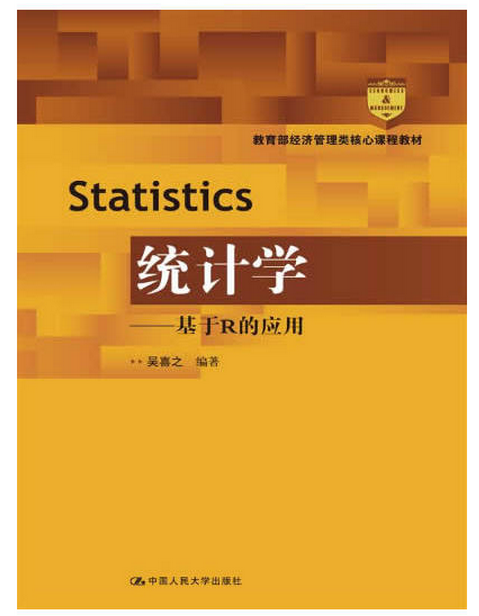 ECONOMICS
&
MANAGEMENT
教育部经济管理类核心课程教材
Statistics
统计学
——基于R的应用
吴喜之 编著
中国人民大学出版社